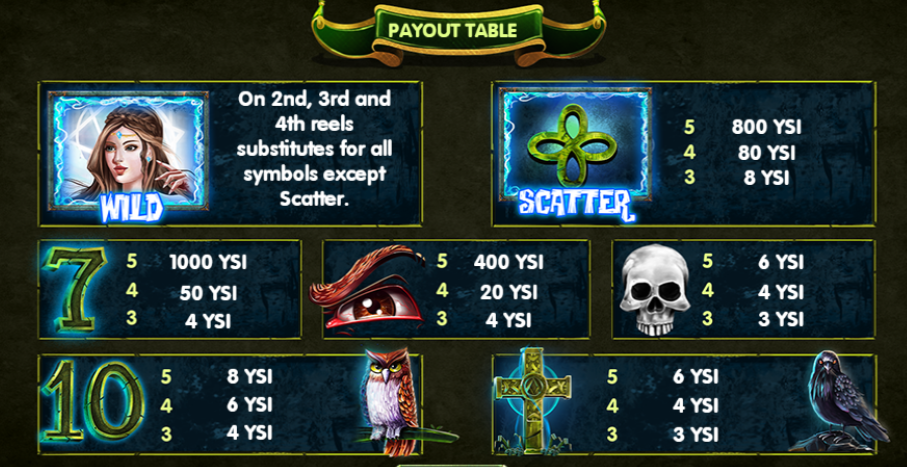 PAYOUT TABLE
On 2nd, 3rd and
4th reels
substitutes for all
symbols except
Scatter.
WILD
5 800 YSI
4 80 YSI
3 8 YSI
SCATTER
7
5 1000 YSI
4 50 YSI
3 4 YSI
5 400 YSI
4 20 YSI
3 4 YSI
5 6 YSI
4 4 YSI
3 3 YSI
10
5 8 YSI
4 6 YSI
3 4 YSI
5 6 YSI
4 4 YSI
3 3 YSI